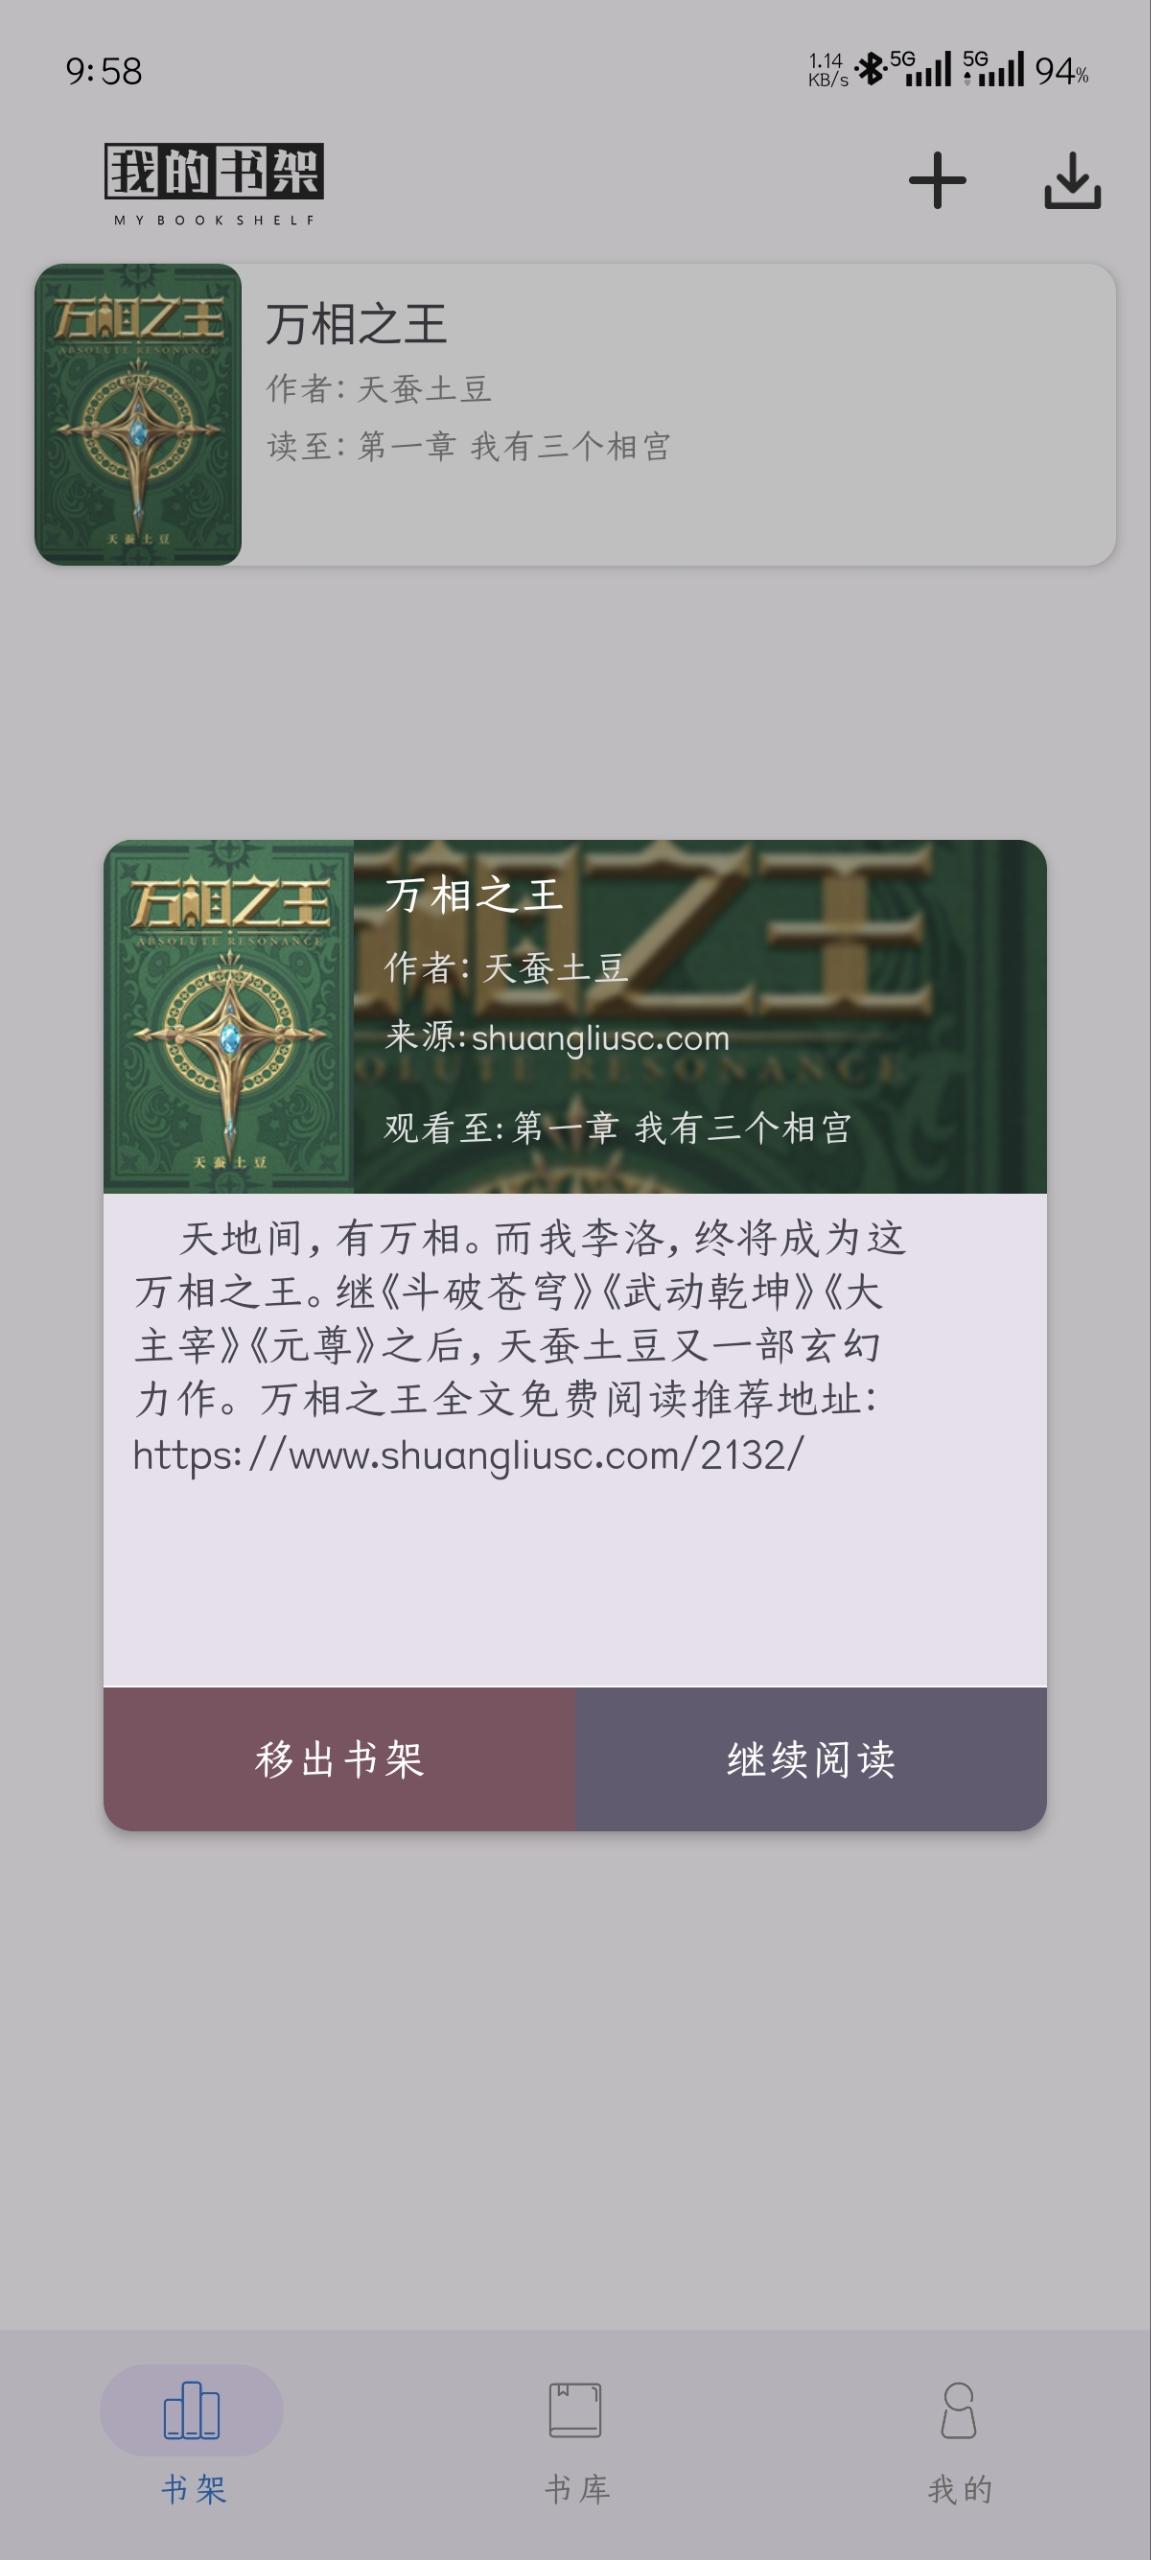 9:58
1.14 KB/s 5G 5G 94%
我的书架
MY BOOK SHELF
万相之王
ABSOLUTE RESONANCE
天蚕土豆
万相之王
作者: 天蚕土豆
读至: 第一章 我有三个相宫
万相之王
ABSOLUTE RESONANCE
天蚕土豆
万相之王
作者: 天蚕土豆
来源:shuangliusc.com
观看至:第一章 我有三个相宫
天地间,有万相。而我李洛,终将成为这
万相之王。继《斗破苍穹》《武动乾坤》《大
主宰》《元尊》之后,天蚕土豆又一部玄幻
力作。万相之王全文免费阅读推荐地址:
https://www.shuangliusc.com/2132/
移出书架
继续阅读
书架
书库
我的